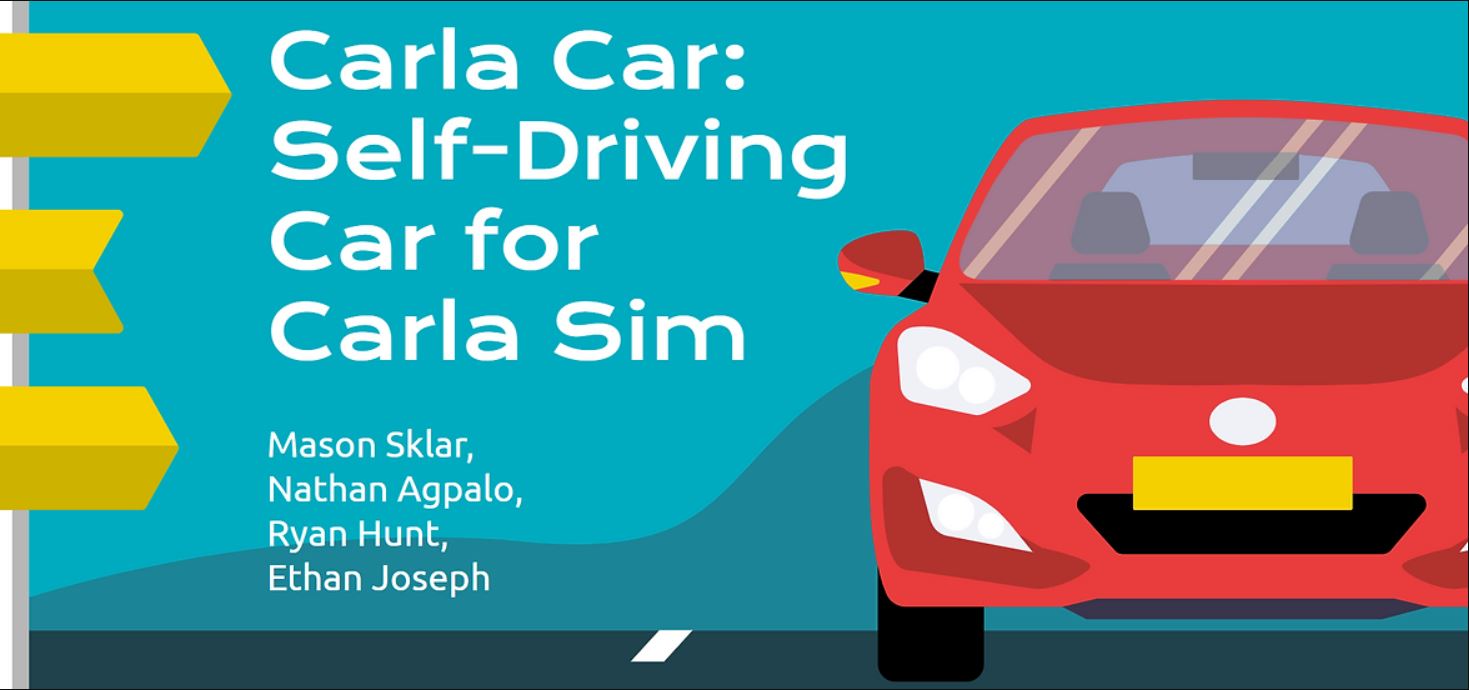 Carla Car:
Self-Driving
Car for
Carla Sim
Mason Sklar,
Nathan Agpalo,
Ryan Hunt,
Ethan Joseph